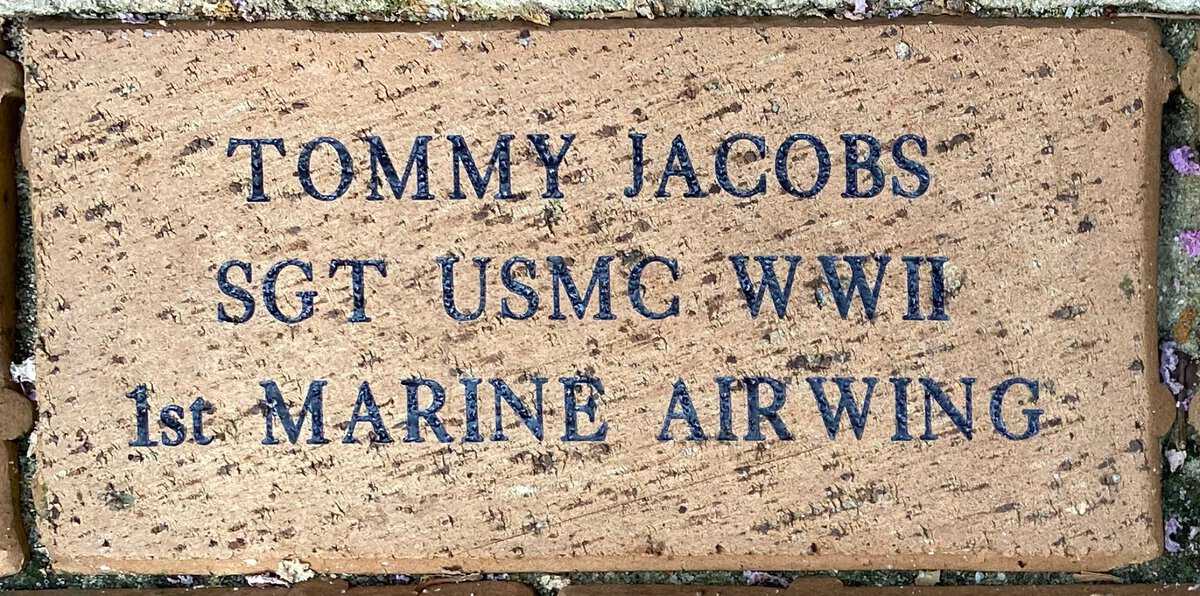 TOMMY JACOBS
SGT USMC WWII
1st MARINE AIRWING